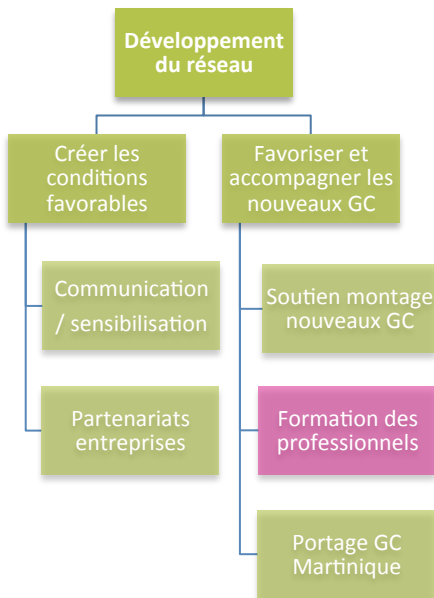 Développement
du réseau
Créer les
conditions
favorables
Favoriser et
accompagner les
nouveaux GC
Communication
/ sensibilisation
Partenariats
entreprises
Soutien montage
nouveaux GC
Formation des
professionnels
Portage GC
Martinique